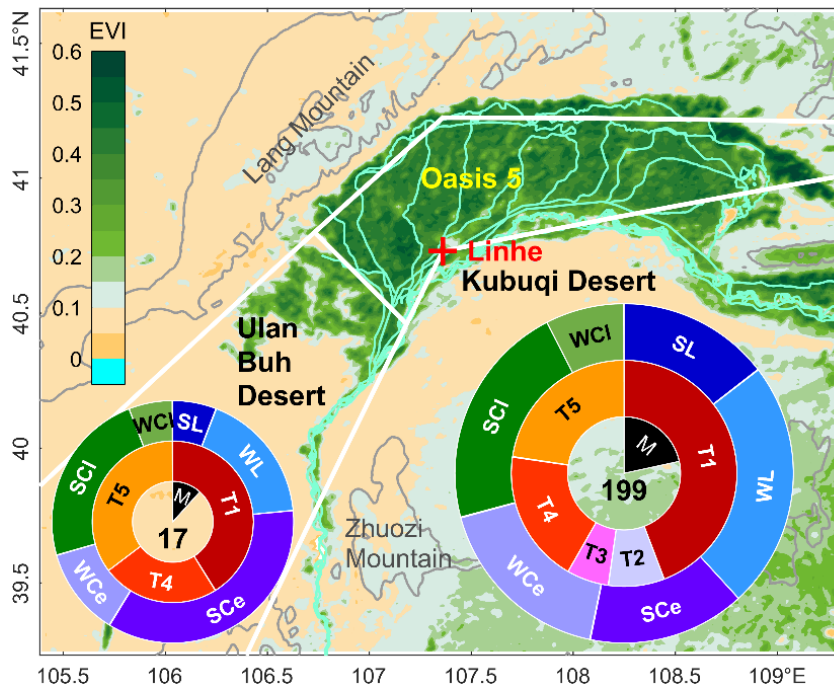 EVI
0.6
0.5
0.4
0.3
0.2
0.1
0
41.5°N
41
40.5
40
39.5
Lang Mountain
Oasis 5
Linhe
Kubuqi Desert
Ulan
Buh
Desert
Zhuozi
Mountain
WCl
SL
WL
SCe
WCe
SCl
T5
T1
T4
M
17
WCl
SL
WL
SCe
WCe
SCl
T5
T1
T2
T3
T4
M
199
105.5
106
106.5
107
107.5
108
108.5
109°E